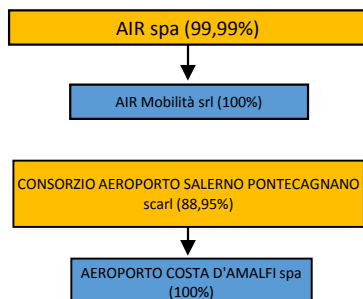 AIR spa (99,99%)
AIR Mobilità srl (100%)
CONSORZIO AEROPORTO SALERNO PONTECAGNANO
scarl (88,95%)
AEROPORTO COSTA D'AMALFI spa
(100%)